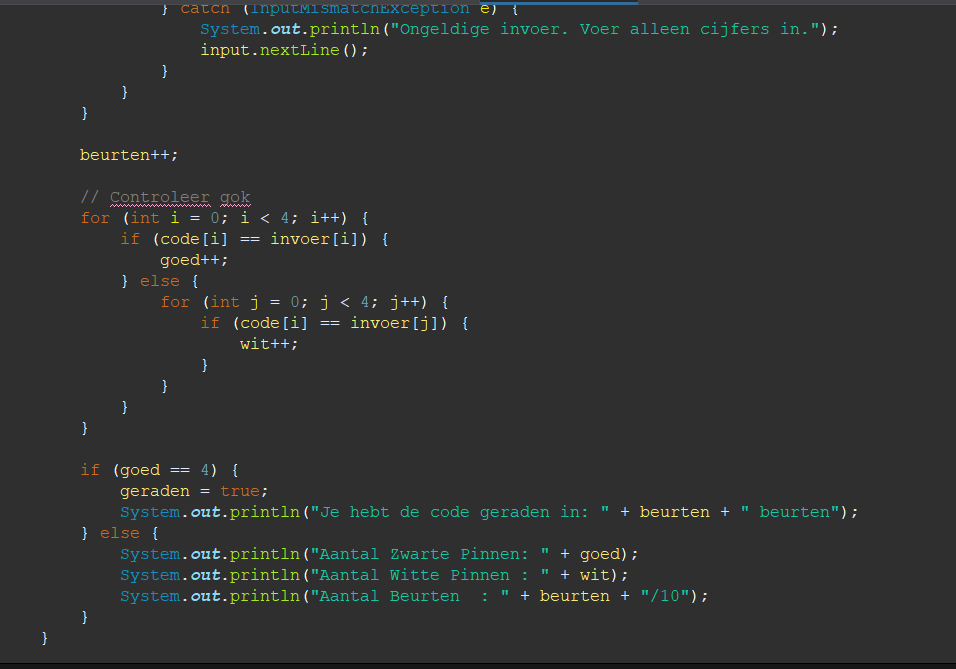 } catch (InputMismatchException e) {
System.out.println("Ongeldige invoer. Voer alleen cijfers in.");
input.nextLine();
}
}
}
beurten++;
// Controleer gok
for (int i = 0; i < 4; i++) {
if (code[i] == invoer[i]) {
goed++;
} else {
for (int j = 0; j < 4; j++) {
if (code[i] == invoer[j]) {
wit++;
}
}
}
}
if (goed == 4) {
geraden = true;
System.out.println("Je hebt de code geraden in: " + beurten + " beurten");
} else {
System.out.println("Aantal Zwarte Pinnen: " + goed);
System.out.println("Aantal Witte Pinnen : " + wit);
System.out.println("Aantal Beurten  : " + beurten + "/10");
}
}